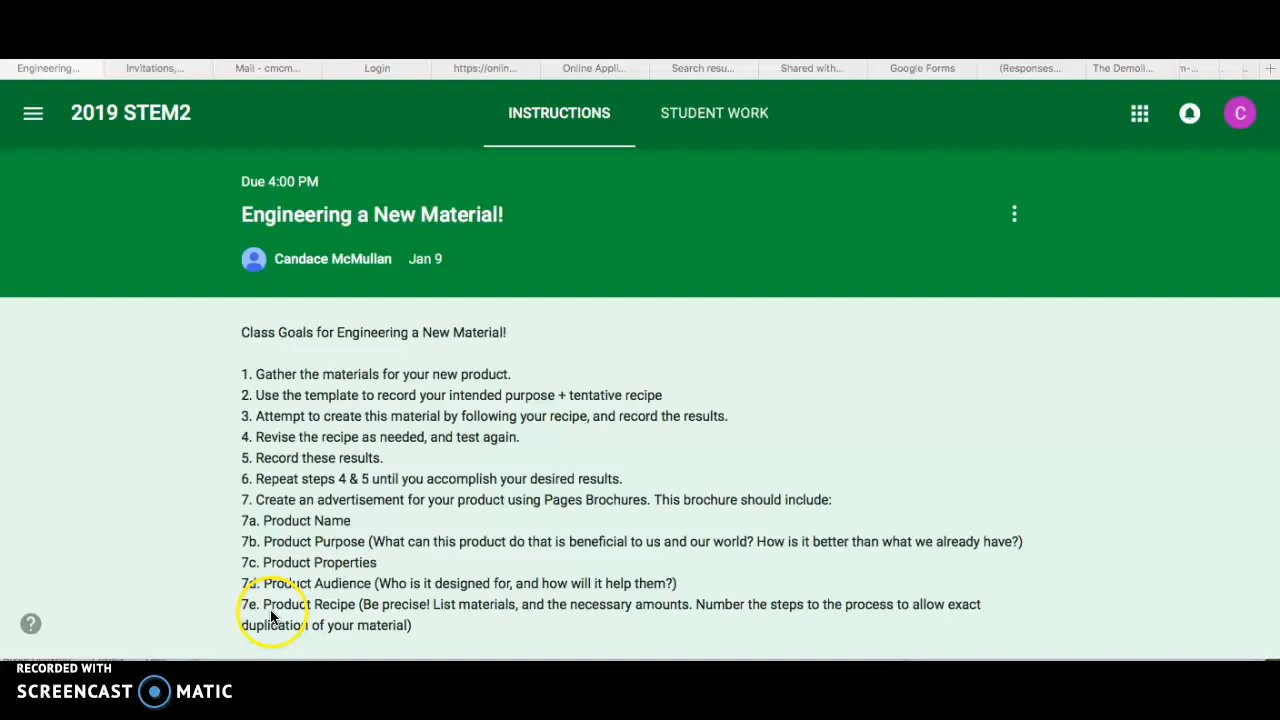 Engineering... Invitations,... Mail - cmcm... Login https://onlin... Online Appli... Search resu... Shared with... Google Forms (Responses... The Demoli... m-... ..
2019 STEM2 INSTRUCTIONS STUDENT WORK C
Due 4:00 PM
Engineering a New Material!
Candace McMullan Jan 9
Class Goals for Engineering a New Material!
1. Gather the materials for your new product.
2. Use the template to record your intended purpose + tentative recipe
3. Attempt to create this material by following your recipe, and record the results.
4. Revise the recipe as needed, and test again.
5. Record these results.
6. Repeat steps 4 & 5 until you accomplish your desired results.
7. Create an advertisement for your product using Pages Brochures. This brochure should include:
7a. Product Name
7b. Product Purpose (What can this product do that is beneficial to us and our world? How is it better than what we already have?)
7c. Product Properties
7d. Product Audience (Who is it designed for, and how will it help them?)
7e. Product Recipe (Be precise! List materials, and the necessary amounts. Number the steps to the process to allow exact
duplication of your material)
RECORDED WITH
SCREENCAST MATIC